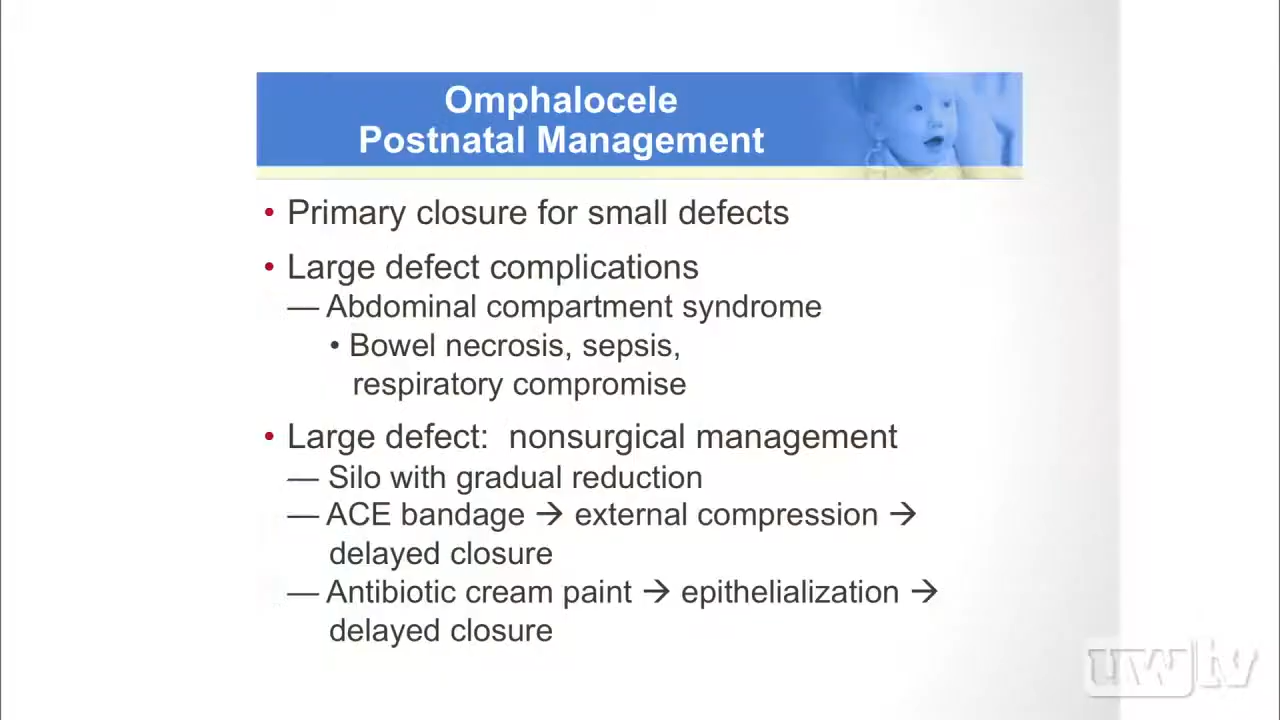 Omphalocele
Postnatal Management
• Primary closure for small defects
• Large defect complications
— Abdominal compartment syndrome
• Bowel necrosis, sepsis,
respiratory compromise
• Large defect:  nonsurgical management
— Silo with gradual reduction
— ACE bandage → external compression →
delayed closure
— Antibiotic cream paint → epithelialization →
delayed closure
uwtv